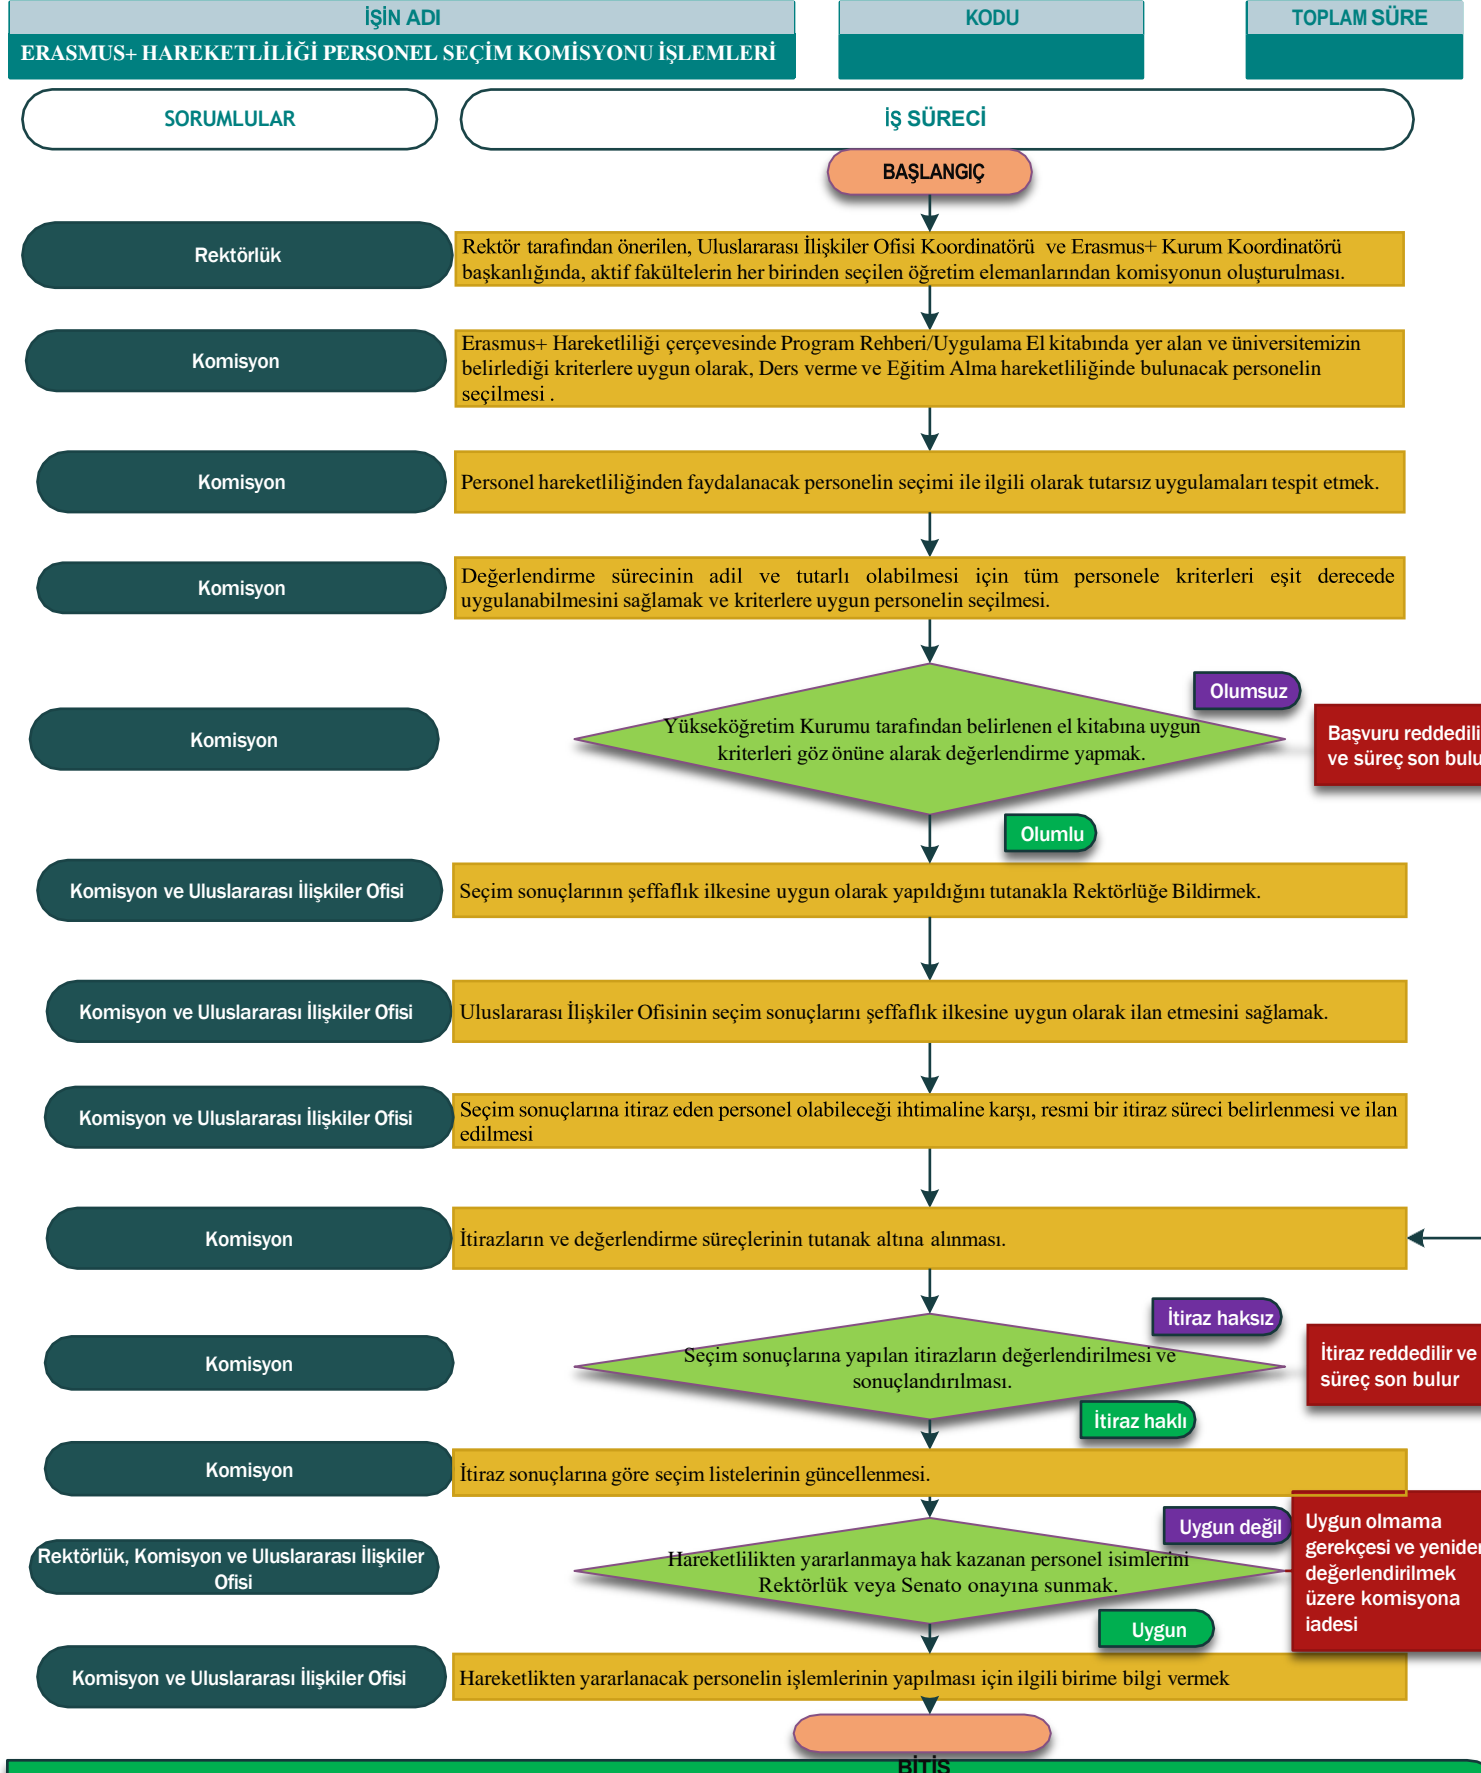 İŞİN ADI
KODU
TOPLAM SÜRE
ERASMUS+ HAREKETLİLİĞİ PERSONEL SEÇİM KOMİSYONU İŞLEMLERİ
SORUMLULAR
İŞ SÜRECİ
BAŞLANGIÇ
Rektörlük
Rektör tarafından önerilen, Uluslararası İlişkiler Ofisi Koordinatörü ve Erasmus+ Kurum Koordinatörü
başkanlığında, aktif fakültelerin her birinden seçilen öğretim elemanlarından komisyonun oluşturulması.
Komisyon
Erasmus+ Hareketliliği çerçevesinde Program Rehberi/Uygulama El kitabında yer alan ve üniversitemizin
belirlediği kriterlere uygun olarak, Ders verme ve Eğitim Alma hareketliliğinde bulunacak personelin
seçilmesi .
Komisyon
Personel hareketliliğinden faydalanacak personelin seçimi ile ilgili olarak tutarsız uygulamaları tespit etmek.
Komisyon
Değerlendirme sürecinin adil ve tutarlı olabilmesi için tüm personele kriterleri eşit derecede
uygulanabilmesini sağlamak ve kriterlere uygun personelin seçilmesi.
Olumsuz
Komisyon
Yükseköğretim Kurumu tarafından belirlenen el kitabına uygun
kriterleri göz önüne alarak değerlendirme yapmak.
Başvuru reddedili
ve süreç son bulu
Olumlu
Komisyon ve Uluslararası İlişkiler Ofisi
Seçim sonuçlarının şeffaflık ilkesine uygun olarak yapıldığını tutanakla Rektörlüğe Bildirmek.
Komisyon ve Uluslararası İlişkiler Ofisi
Uluslararası İlişkiler Ofisinin seçim sonuçlarını şeffaflık ilkesine uygun olarak ilan etmesini sağlamak.
Komisyon ve Uluslararası İlişkiler Ofisi
Seçim sonuçlarına itiraz eden personel olabileceği ihtimaline karşı, resmi bir itiraz süreci belirlenmesi ve ilan
edilmesi
Komisyon
İtirazların ve değerlendirme süreçlerinin tutanak altına alınması.
İtiraz haksız
Komisyon
Seçim sonuçlarına yapılan itirazların değerlendirilmesi ve
sonuçlandırılması.
İtiraz reddedilir ve
süreç son bulur
İtiraz haklı
Komisyon
İtiraz sonuçlarına göre seçim listelerinin güncellenmesi.
Uygun değil
Rektörlük, Komisyon ve Uluslararası İlişkiler
Ofisi
Hareketlilikten yararlanmaya hak kazanan personel isimlerini
Rektörlük veya Senato onayına sunmak.
Uygun olmama
gerekçesi ve yeniden
değerlendirilmek
üzere komisyona
iadesi
Uygun
Komisyon ve Uluslararası İlişkiler Ofisi
Hareketlikten yararlanacak personelin işlemlerinin yapılması için ilgili birime bilgi vermek
BİTİŞ